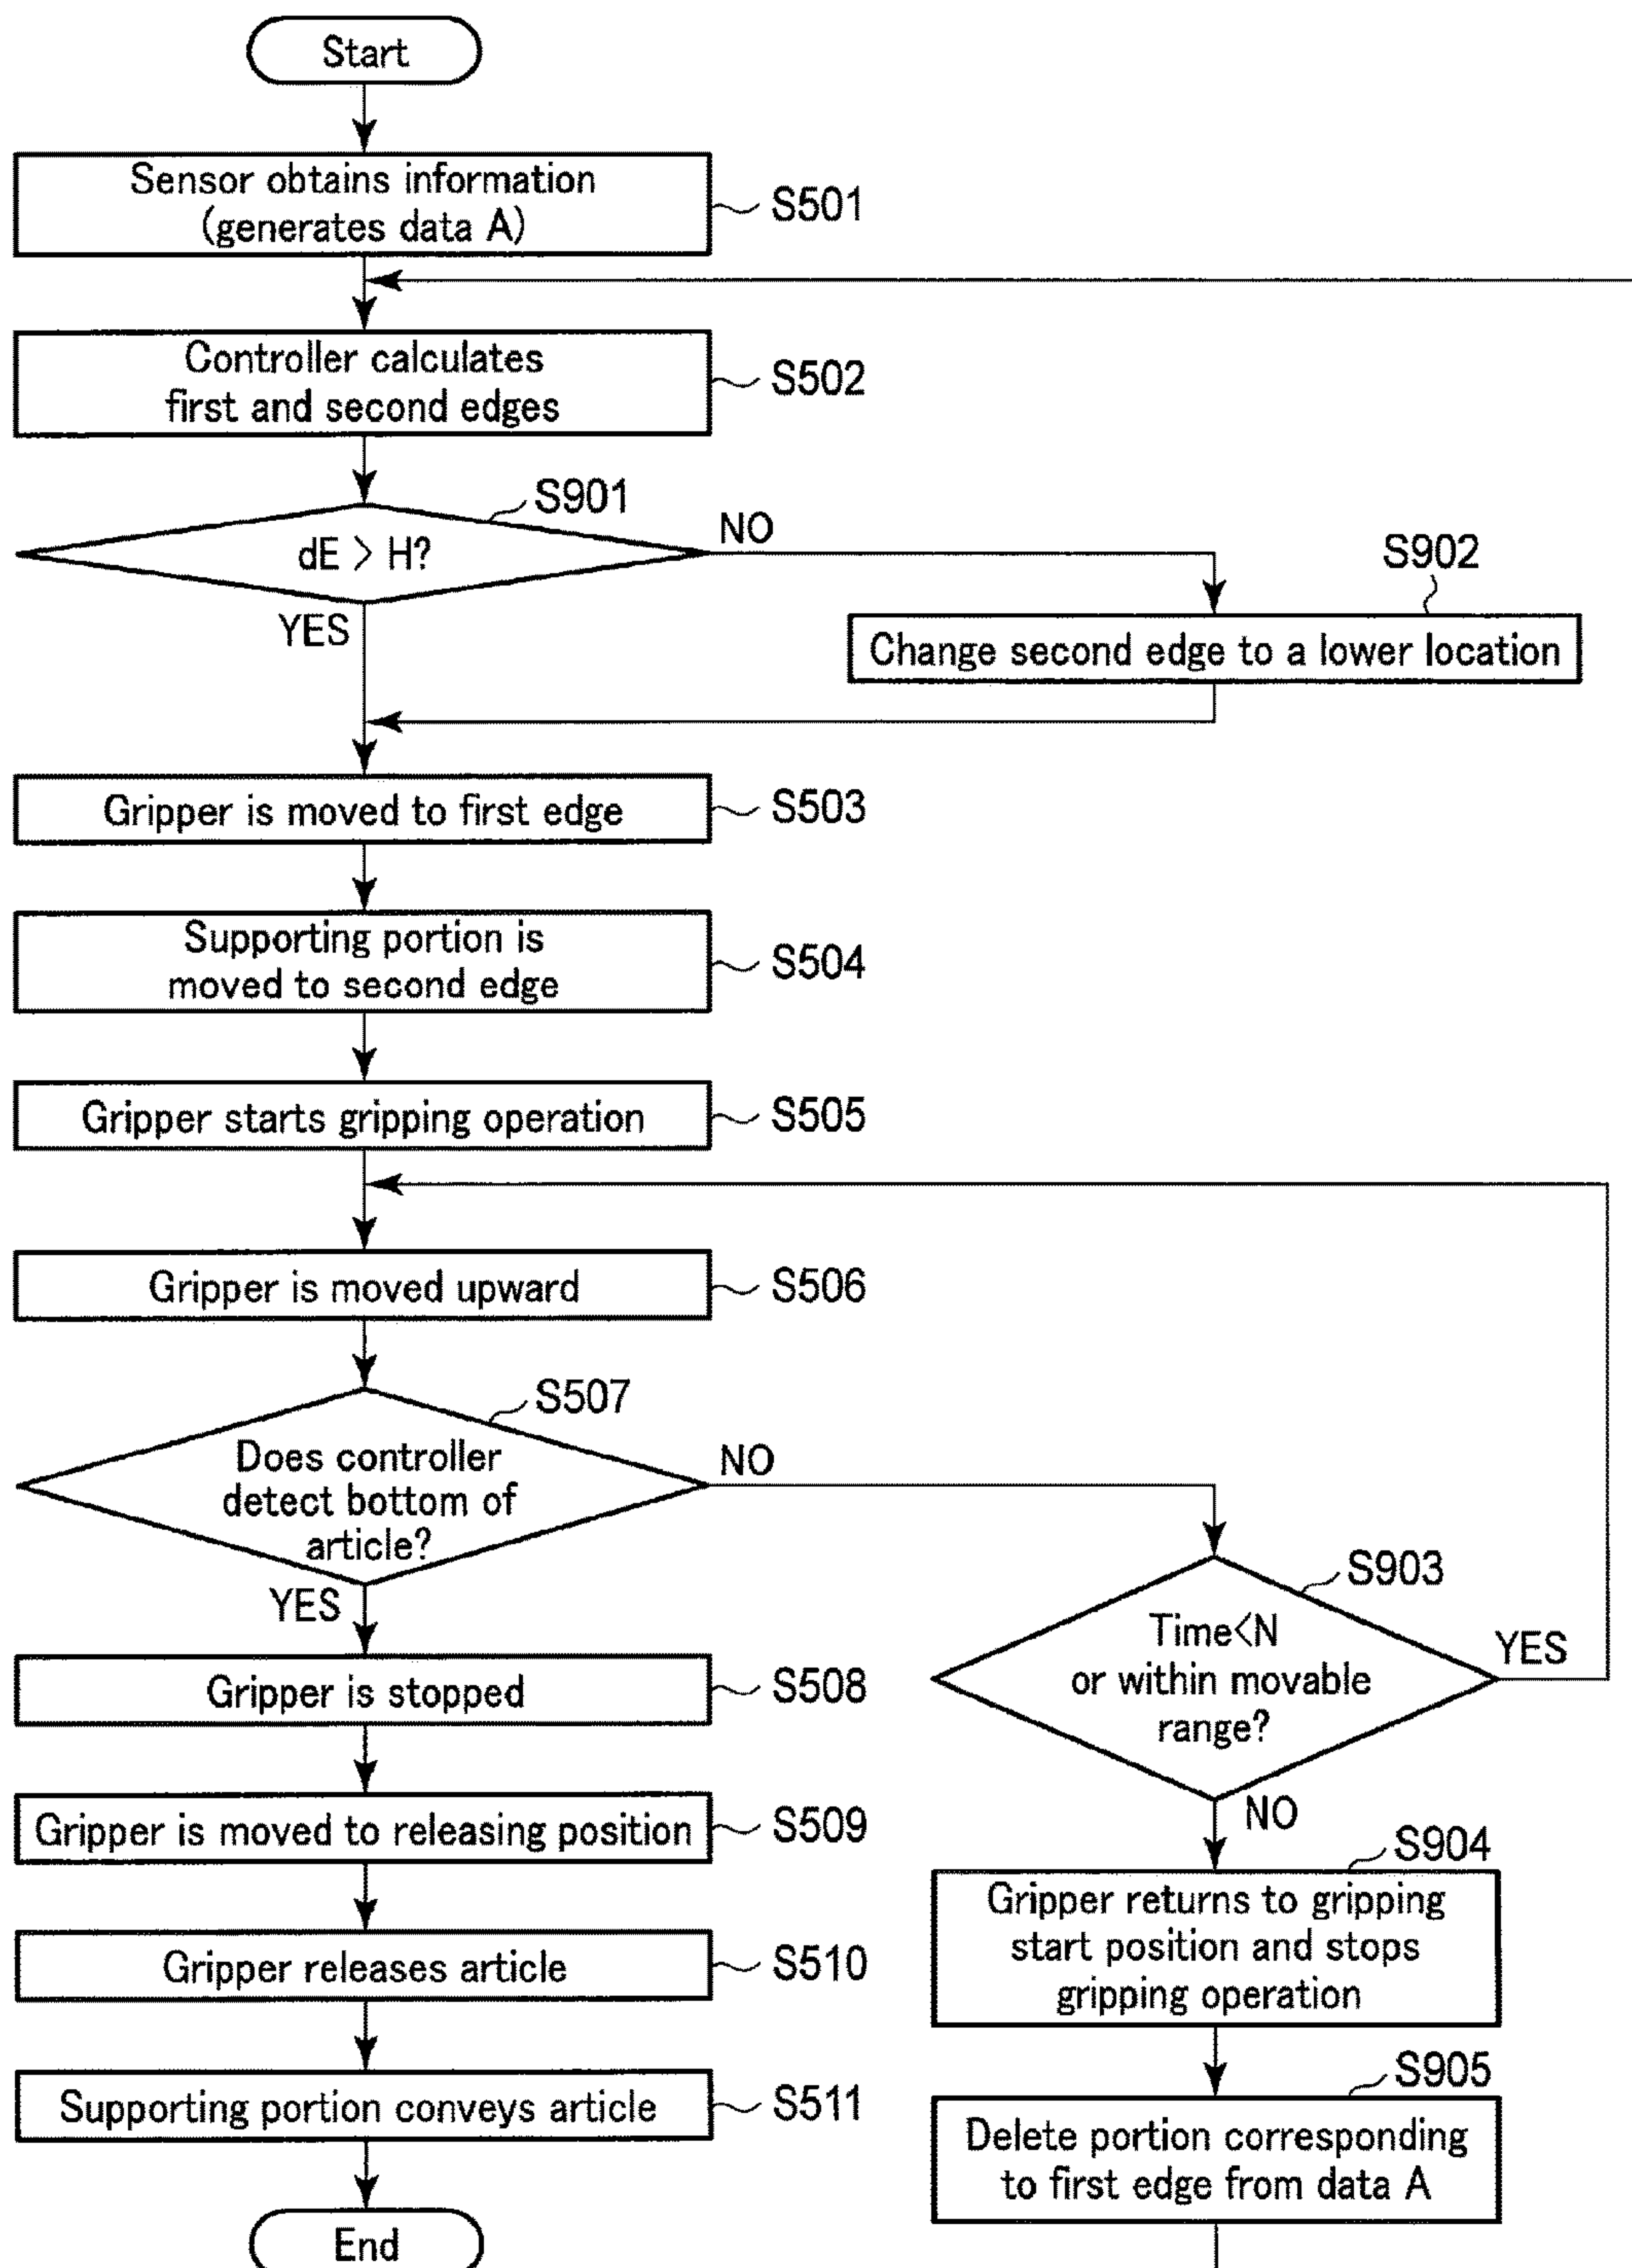 Start
Sensor obtains information
(generates data A)
S501
Controller calculates
first and second edges
S502
S901
dE > H?
NO
YES
S902
Change second edge to a lower location
Gripper is moved to first edge
S503
Supporting portion is
moved to second edge
S504
Gripper starts gripping operation
S505
Gripper is moved upward
S506
S507
Does controller
detect bottom of
article?
NO
YES
S903
Time<N
or within movable
range?
YES
NO
Gripper is stopped
S508
Gripper is moved to releasing position
S509
S904
Gripper returns to gripping
start position and stops
gripping operation
Gripper releases article
S510
S905
Delete portion corresponding
to first edge from data A
Supporting portion conveys article
S511
End